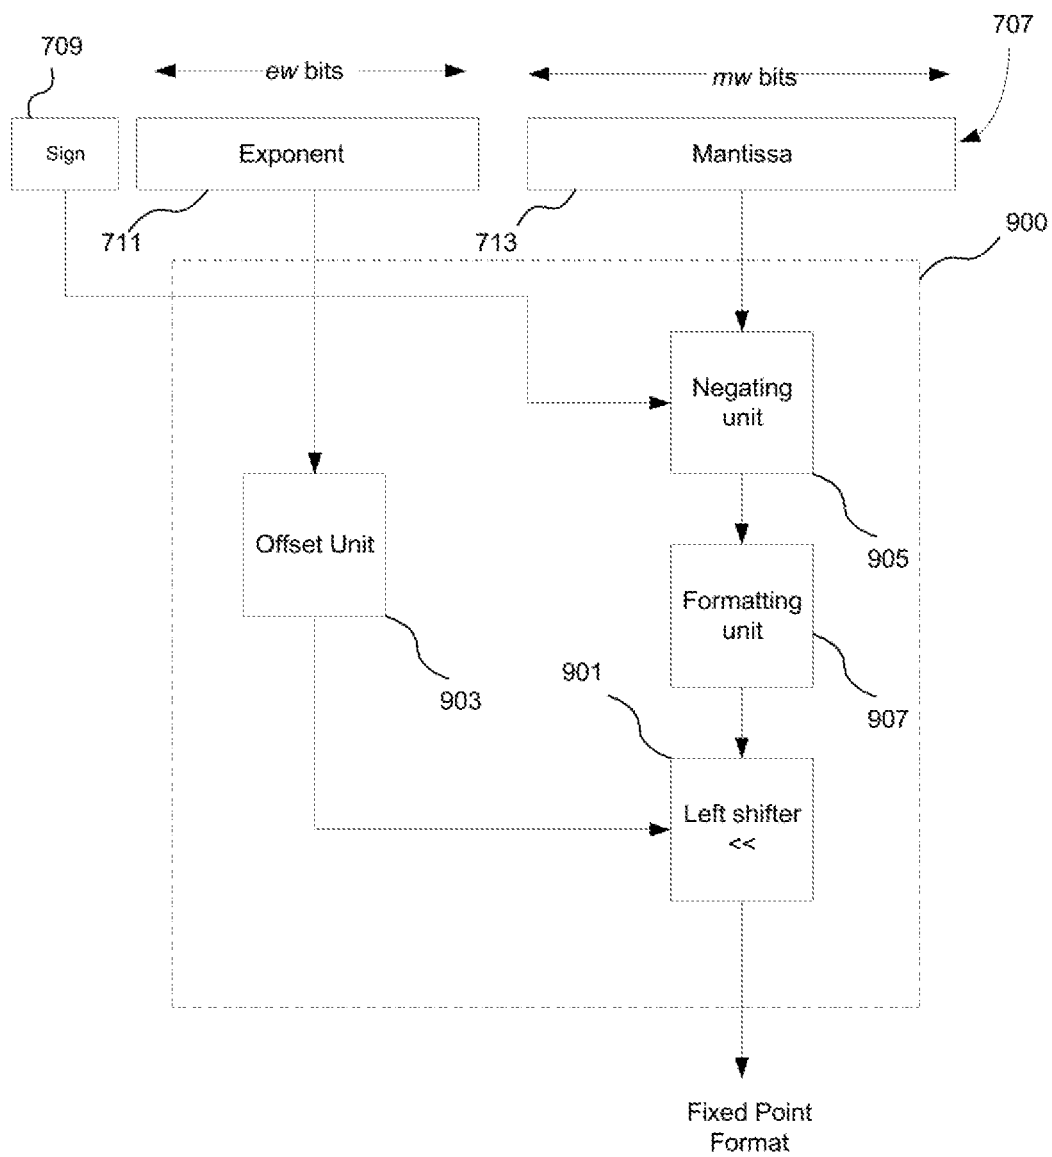 707
709
ew bits
mw bits
Sign
Exponent
Mantissa
711
713
900
Negating
unit
Offset Unit
905
Formatting
unit
901
903
907
Left shifter
<<
Fixed Point
Format